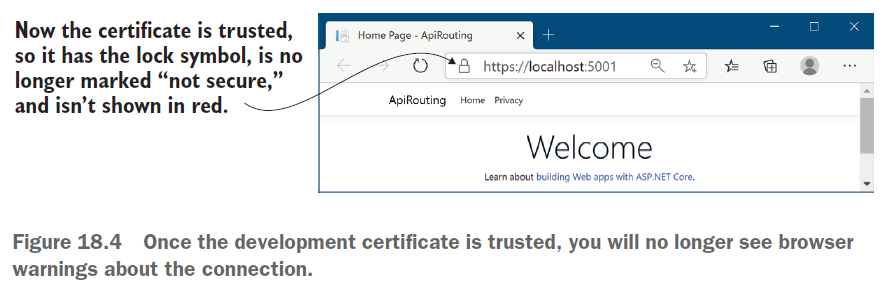 Now the certificate is trusted,
so it has the lock symbol, is no
longer marked “not secure,”
and isn’t shown in red.
Home Page - ApiRouting
https://localhost:5001
ApiRouting Home Privacy
Welcome
Learn about building Web apps with ASP.NET Core.
Figure 18.4 Once the development certificate is trusted, you will no longer see browser
warnings about the connection.